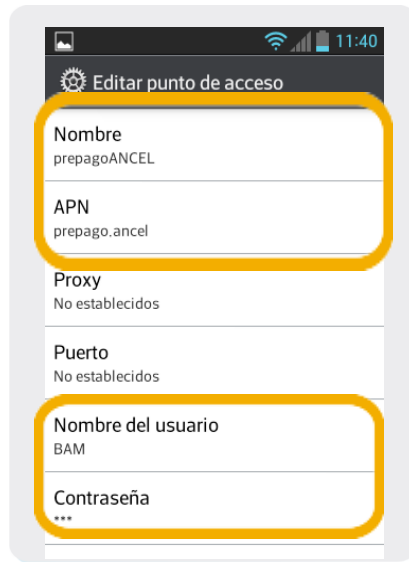 11:40
Editar punto de acceso
Nombre
prepagoANCEL
APN
prepago.ancel
Proxy
No establecidos
Puerto
No establecidos
Nombre del usuario
BAM
Contraseña
***